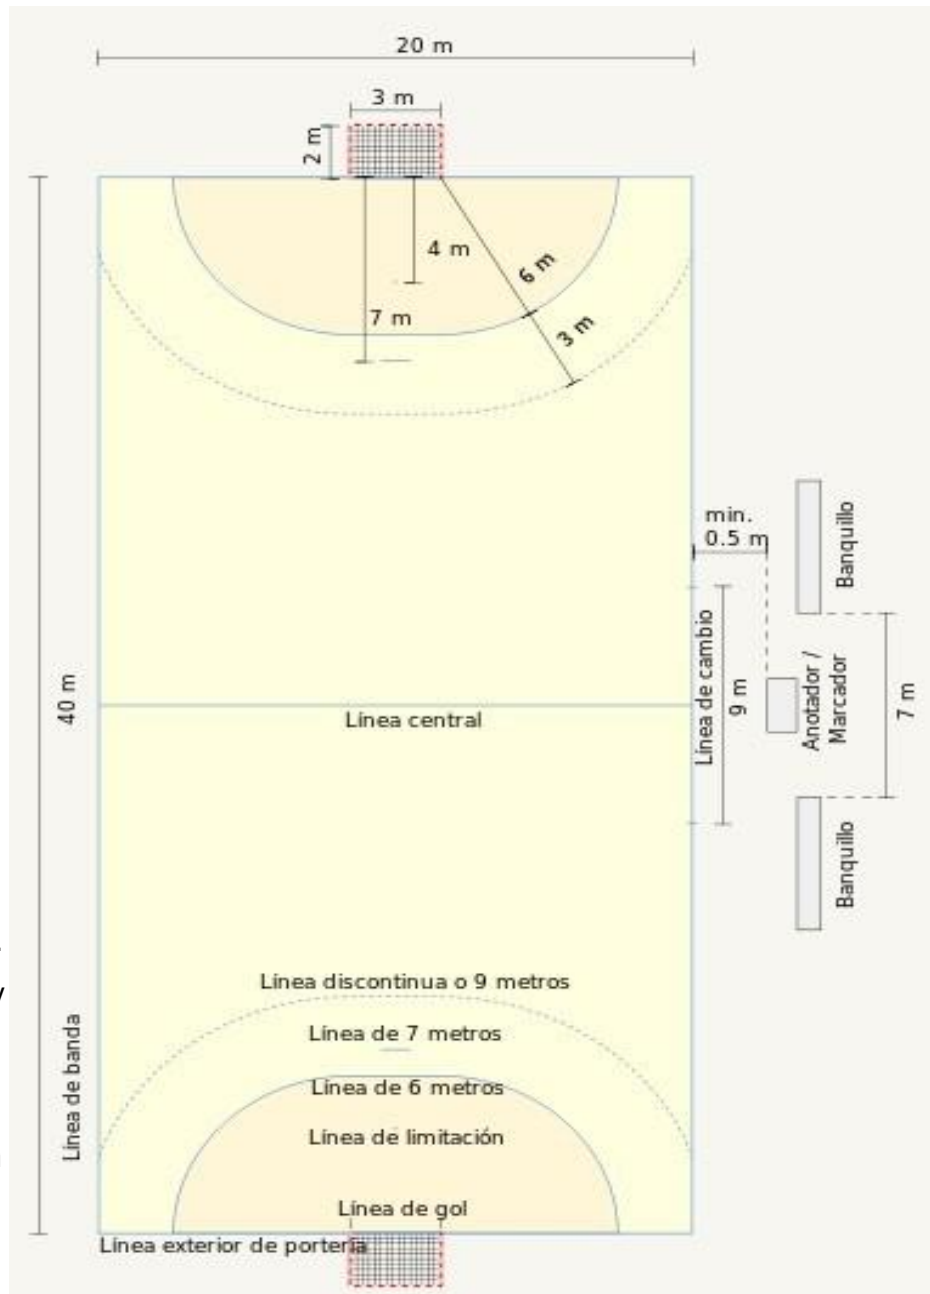 20 m
3 m
2 m
4 m
6 m
7 m
3 m
min.
0.5 m
Banquillo
Línea de cambio
9 m
Anotador /
Marcador
7 m
40 m
Línea central
Banquillo
Línea discontinua o 9 metros
Línea de 7 metros
Línea de banda
Línea de 6 metros
Línea de limitación
Línea de gol
Línea exterior de portería